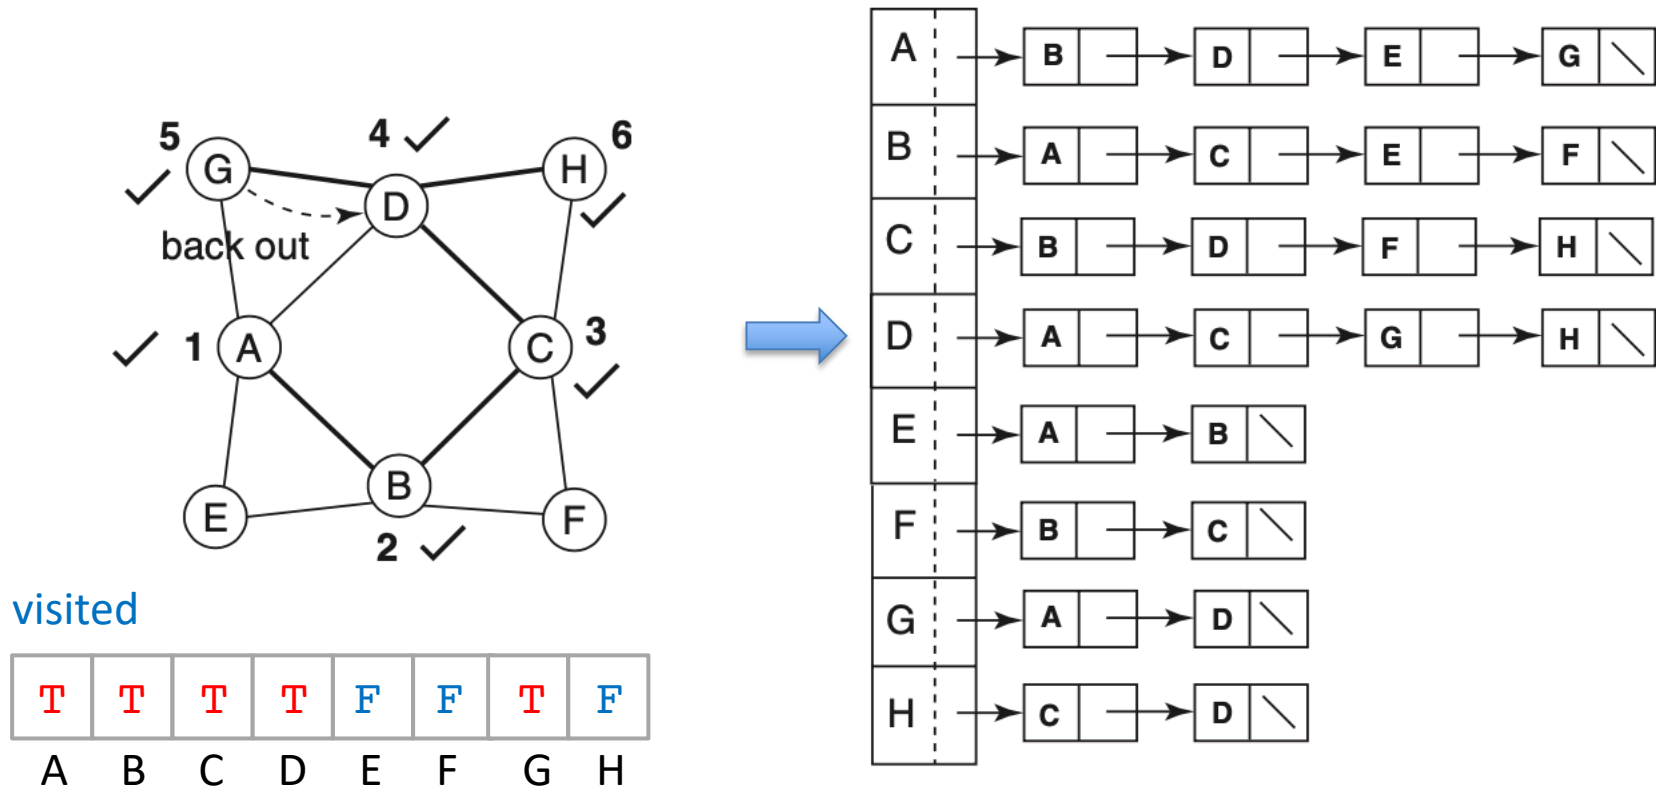 5 G 4 D H 6
back out
1 A C 3
E B F
2
visited
T T T T F F T F
A B C D E F G H
A B D E G
B A C E F
C B D F H
D A C G H
E A B
F B C
G A D
H C D